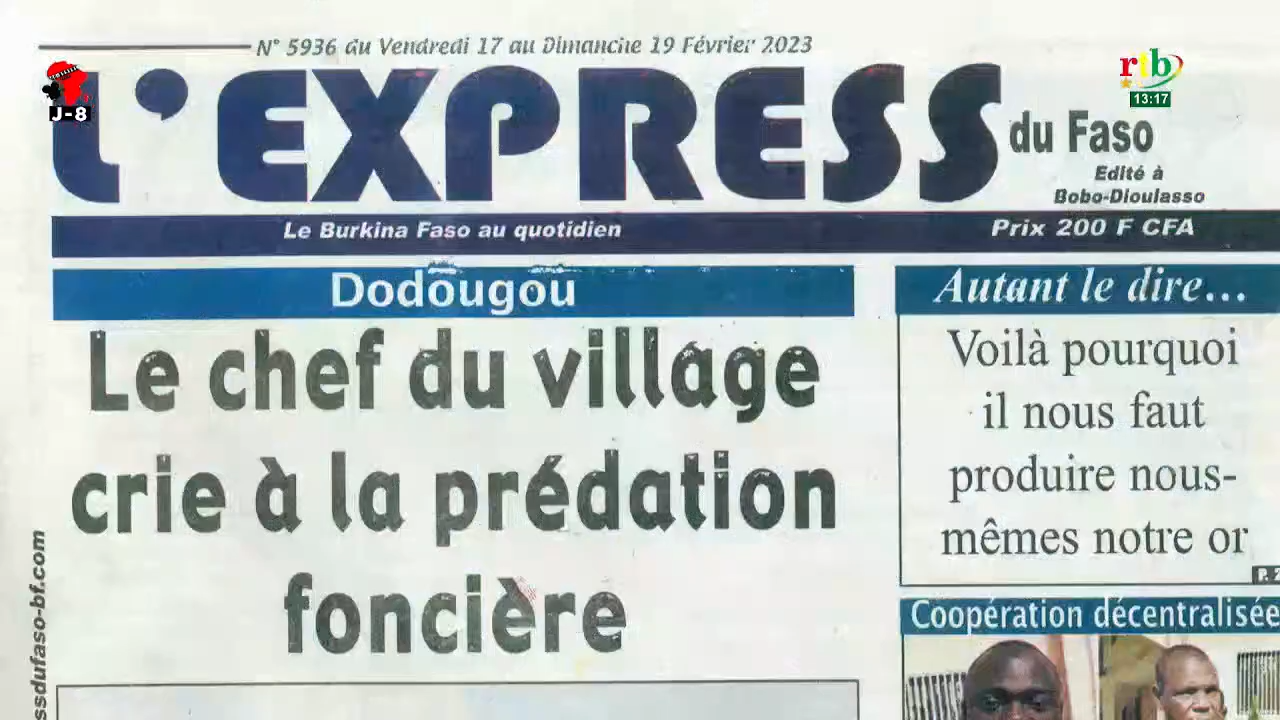 N° 5936 du Vendredi 17 au Dimanche 19 Février 2023
J-8
rtb
13:17
L'EXPRESS
du Faso
Edité à
Bobo-Dioulasso
Le Burkina Faso au quotidien
Prix 200 F CFA
Dodougou
Le chef du village
crie à la prédation
foncière
Autant le dire...
Voilà pourquoi
il nous faut
produire nous-
mêmes notre or
P. 2
Coopération décentralisée
ssdufaso-bf.com